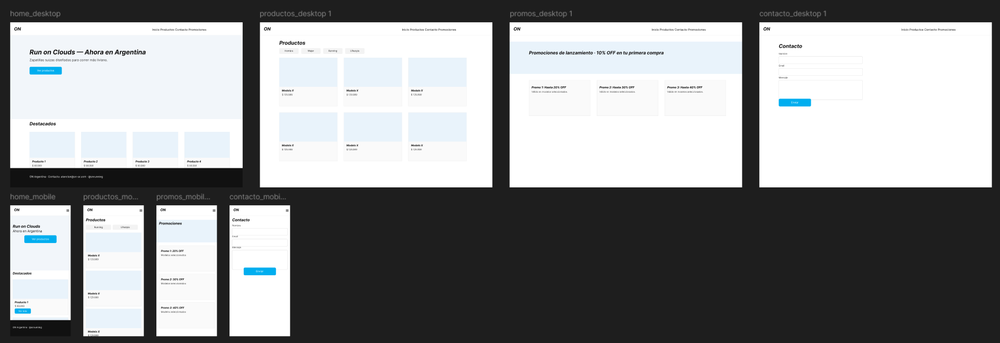 home_desktop
ON
Inicio Productos Contacto Promociones
Run on Clouds — Ahora en Argentina
Zapatillas suizas diseñadas para correr más liviano.
Ver productos
Destacados
Producto 1
$ 99.999
Producto 2
$ 99.999
Producto 3
$ 99.999
Producto 4
$ 99.999
ON Argentina · Contacto: atencion@on-ar.com · @onrunning
productos_desktop 1
ON
Inicio Productos Contacto Promociones
Productos
Hombre
Mujer
Running
Lifestyle
Modelo X
$ 129.999
Modelo X
$ 129.999
Modelo X
$ 129.999
Modelo X
$ 129.999
Modelo X
$ 129.999
Modelo X
$ 129.999
promos_desktop 1
ON
Inicio Productos Contacto Promociones
Promociones de lanzamiento · 10% OFF en tu primera compra
Promo 1: Hasta 20% OFF
Válido en modelos seleccionados.
Promo 2: Hasta 30% OFF
Válido en modelos seleccionados.
Promo 3: Hasta 40% OFF
Válido en modelos seleccionados.
contacto_desktop 1
ON
Inicio Productos Contacto Promociones
Contacto
Nombre
Email
Mensaje
Enviar
home_mobile
ON
Run on Clouds
Ahora en Argentina
Ver productos
Destacados
Producto 1
$ 99.999
Ver más
ON Argentina · @onrunning
productos_mo...
ON
Productos
Running
Lifestyle
Modelo X
$ 129.999
Modelo X
$ 129.999
Modelo X
$ 129.999
promos_mobil...
ON
Promociones
Promo 1: 20% OFF
Modelos seleccionados
Promo 2: 30% OFF
Modelos seleccionados
Promo 3: 40% OFF
Modelos seleccionados
contacto_mobi...
ON
Contacto
Nombre
Email
Mensaje
Enviar